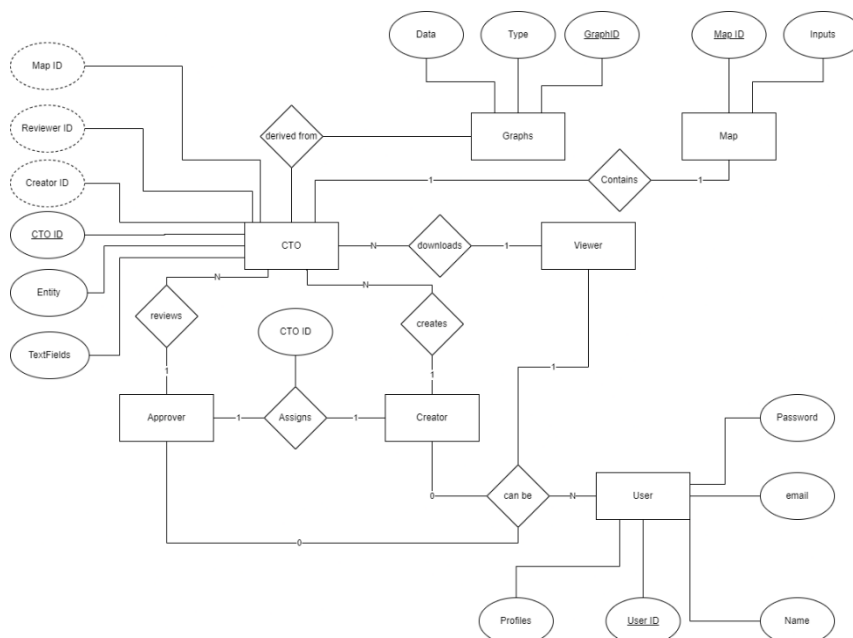 Data
Type
GraphID
Map ID
Inputs
Map ID
Reviewer ID
derived from
Graphs
Map
Creator ID
1
Contains
1
CTO ID
CTO
N
downloads
1
Viewer
Entity
N
N
reviews
CTO ID
creates
TextFields
1
1
1
Approver
1
Assigns
1
Creator
Password
0
can be
N
User
email
0
Profiles
User ID
Name